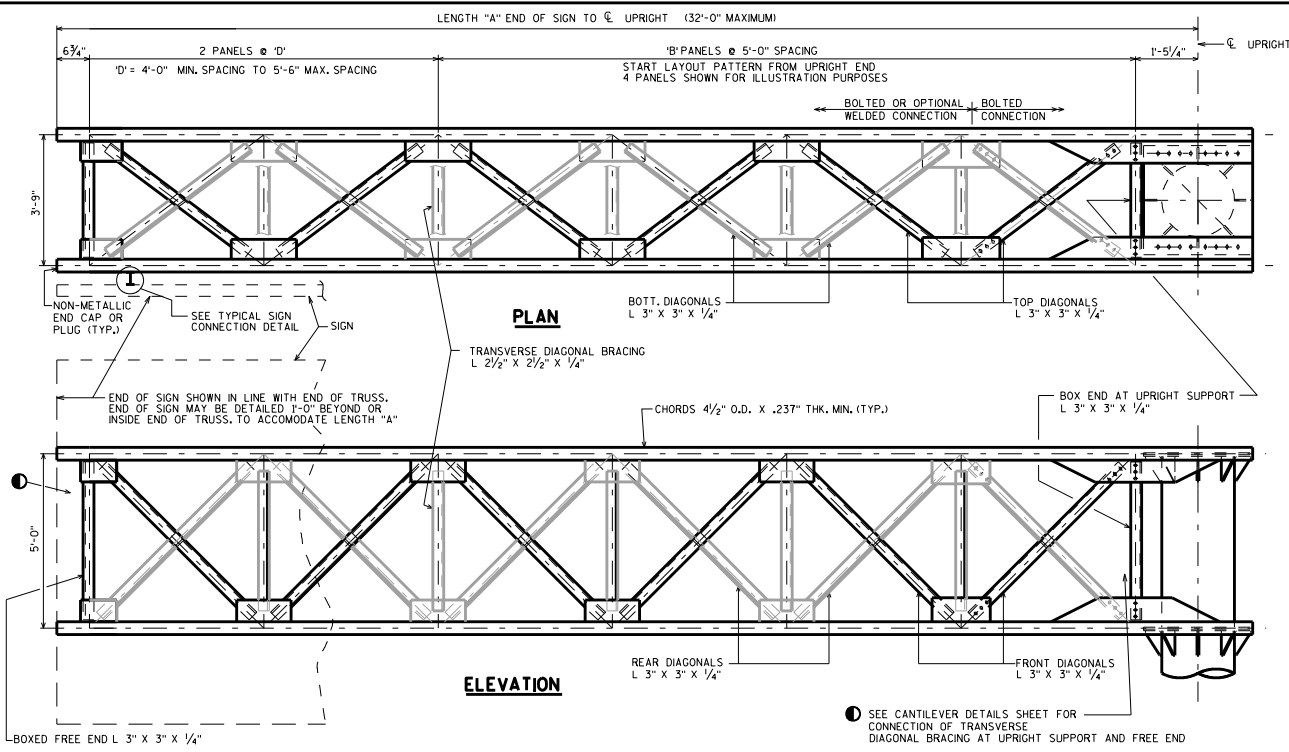 LENGTH "A" END OF SIGN TO ℄ UPRIGHT (32'-0" MAXIMUM)
6¾"
2 PANELS @ 'D'
'D' = 4'-0" MIN. SPACING TO 5'-6" MAX. SPACING
'B' PANELS @ 5'-0" SPACING
START LAYOUT PATTERN FROM UPRIGHT END
4 PANELS SHOWN FOR ILLUSTRATION PURPOSES
1'-5¼"
℄ UPRIGHT
BOLTED OR OPTIONAL
WELDED CONNECTION
BOLTED
CONNECTION
3'-9"
NON-METALLIC
END CAP OR
PLUG (TYP.)
SEE TYPICAL SIGN
CONNECTION DETAIL
SIGN
PLAN
BOTT. DIAGONALS
L 3" X 3" X ¼"
TOP DIAGONALS
L 3" X 3" X ¼"
TRANSVERSE DIAGONAL BRACING
L 2½" X 2½" X ¼"
END OF SIGN SHOWN IN LINE WITH END OF TRUSS.
END OF SIGN MAY BE DETAILED 1'-0" BEYOND OR
INSIDE END OF TRUSS. TO ACCOMODATE LENGTH "A"
CHORDS 4½" O.D. X .237" THK. MIN. (TYP.)
BOX END AT UPRIGHT SUPPORT
L 3" X 3" X ¼"
5'-0"
REAR DIAGONALS
L 3" X 3" X ¼"
FRONT DIAGONALS
L 3" X 3" X ¼"
ELEVATION
BOXED FREE END L 3" X 3" X ¼"
SEE CANTILEVER DETAILS SHEET FOR
CONNECTION OF TRANSVERSE
DIAGONAL BRACING AT UPRIGHT SUPPORT AND FREE END